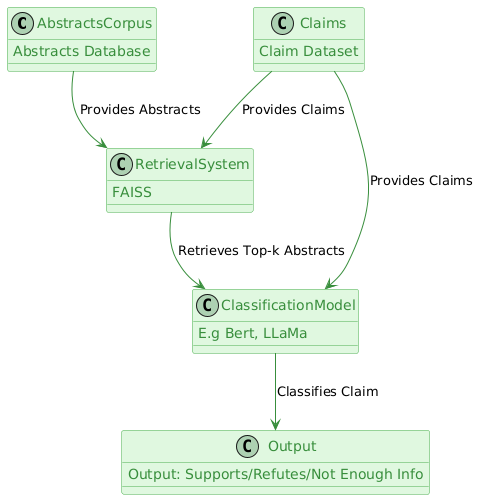 C AbstractsCorpus
Abstracts Database
C Claims
Claim Dataset
Provides Abstracts
Provides Claims
C RetrievalSystem
FAISS
Provides Claims
Retrieves Top-k Abstracts
C ClassificationModel
E.g Bert, LLaMa
Classifies Claim
C Output
Output: Supports/Refutes/Not Enough Info